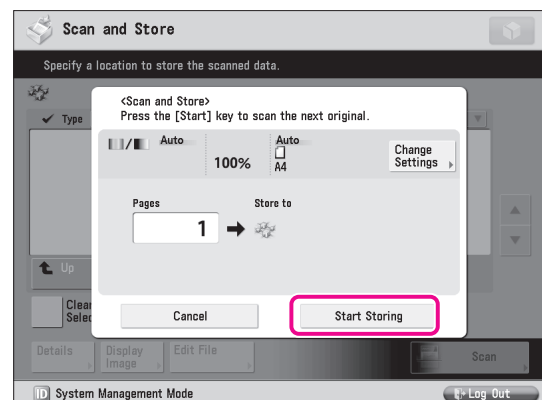 Scan and Store
Specify a location to store the scanned data.
Type
<Scan and Store>
Press the [Start] key to scan the next original.
Auto
100%
Auto
A4
Change
Settings
Pages
Store to
1
Up
Clear
Selec
Cancel
Start Storing
Details
Display
Image
Edit File
Scan
ID System Management Mode
Log Out